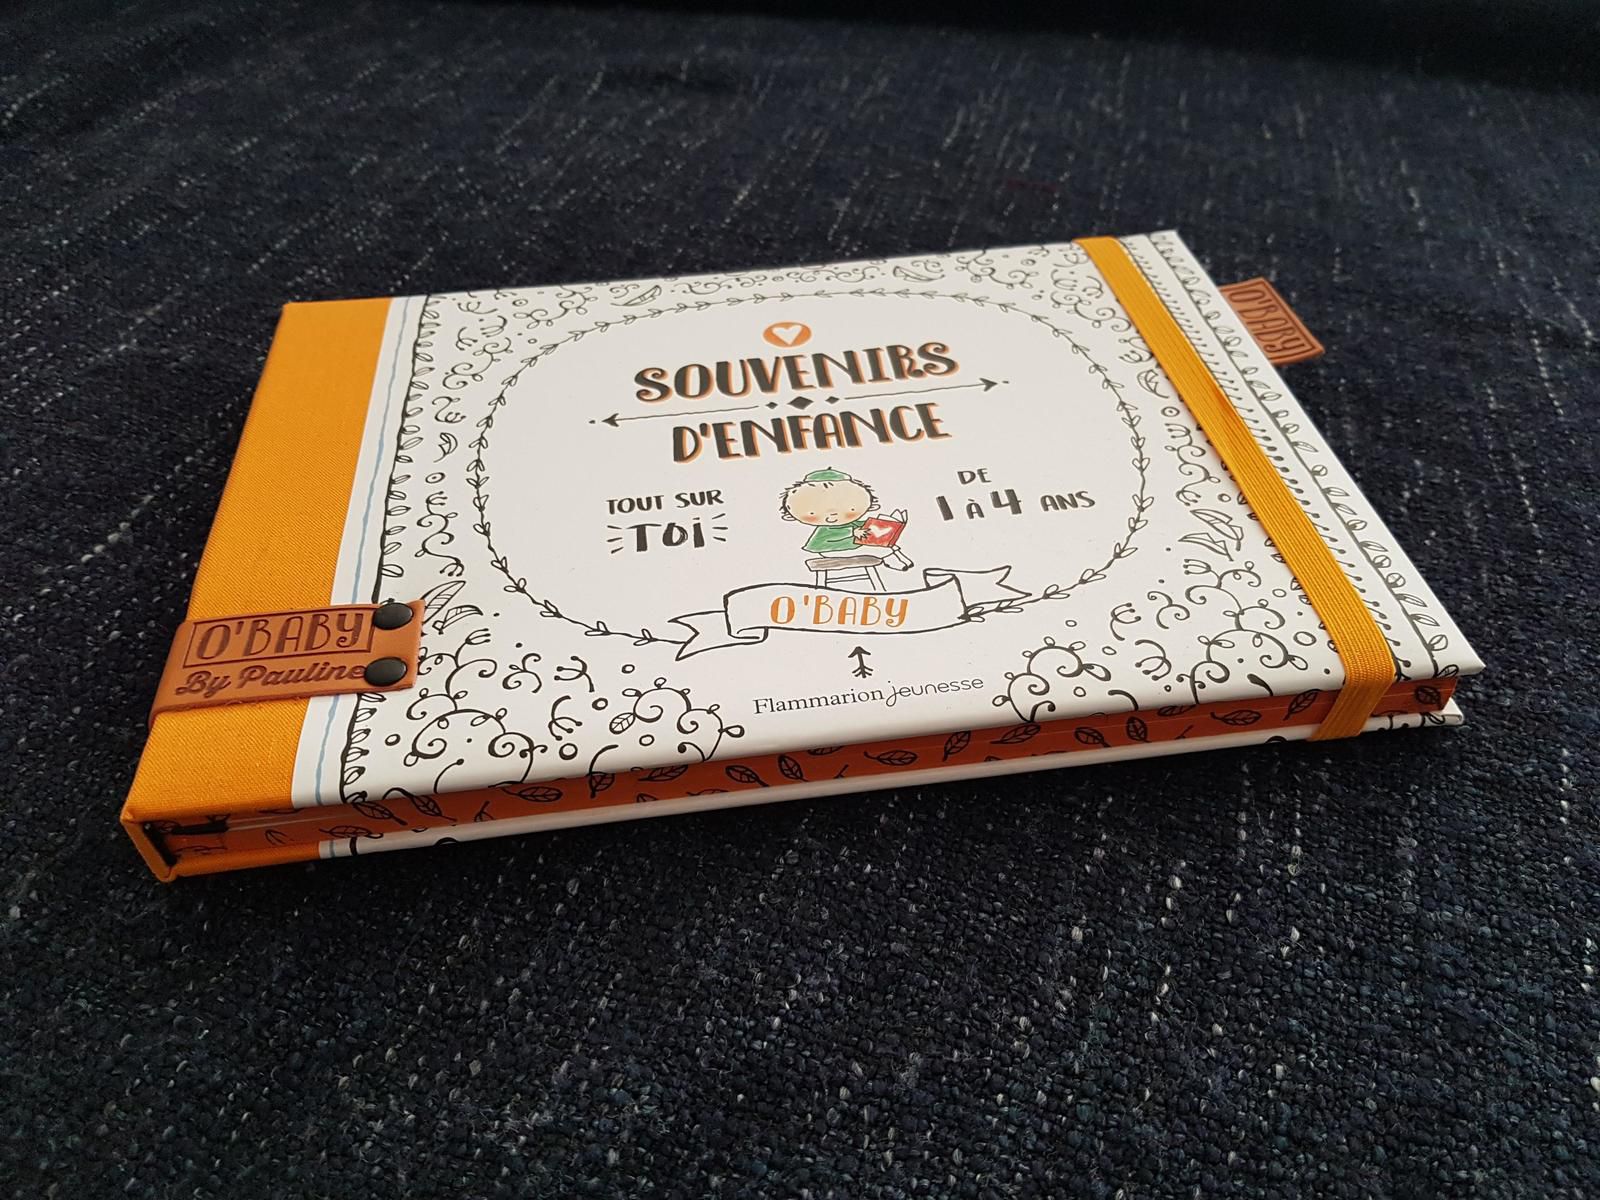 SOUVENIRS
D'ENFANCE
TOUT SUR
TOi
DE
1 À 4 ANS
O'BABY
Flammarion jeunesse
O'BABY
By Pauline
O'BABY